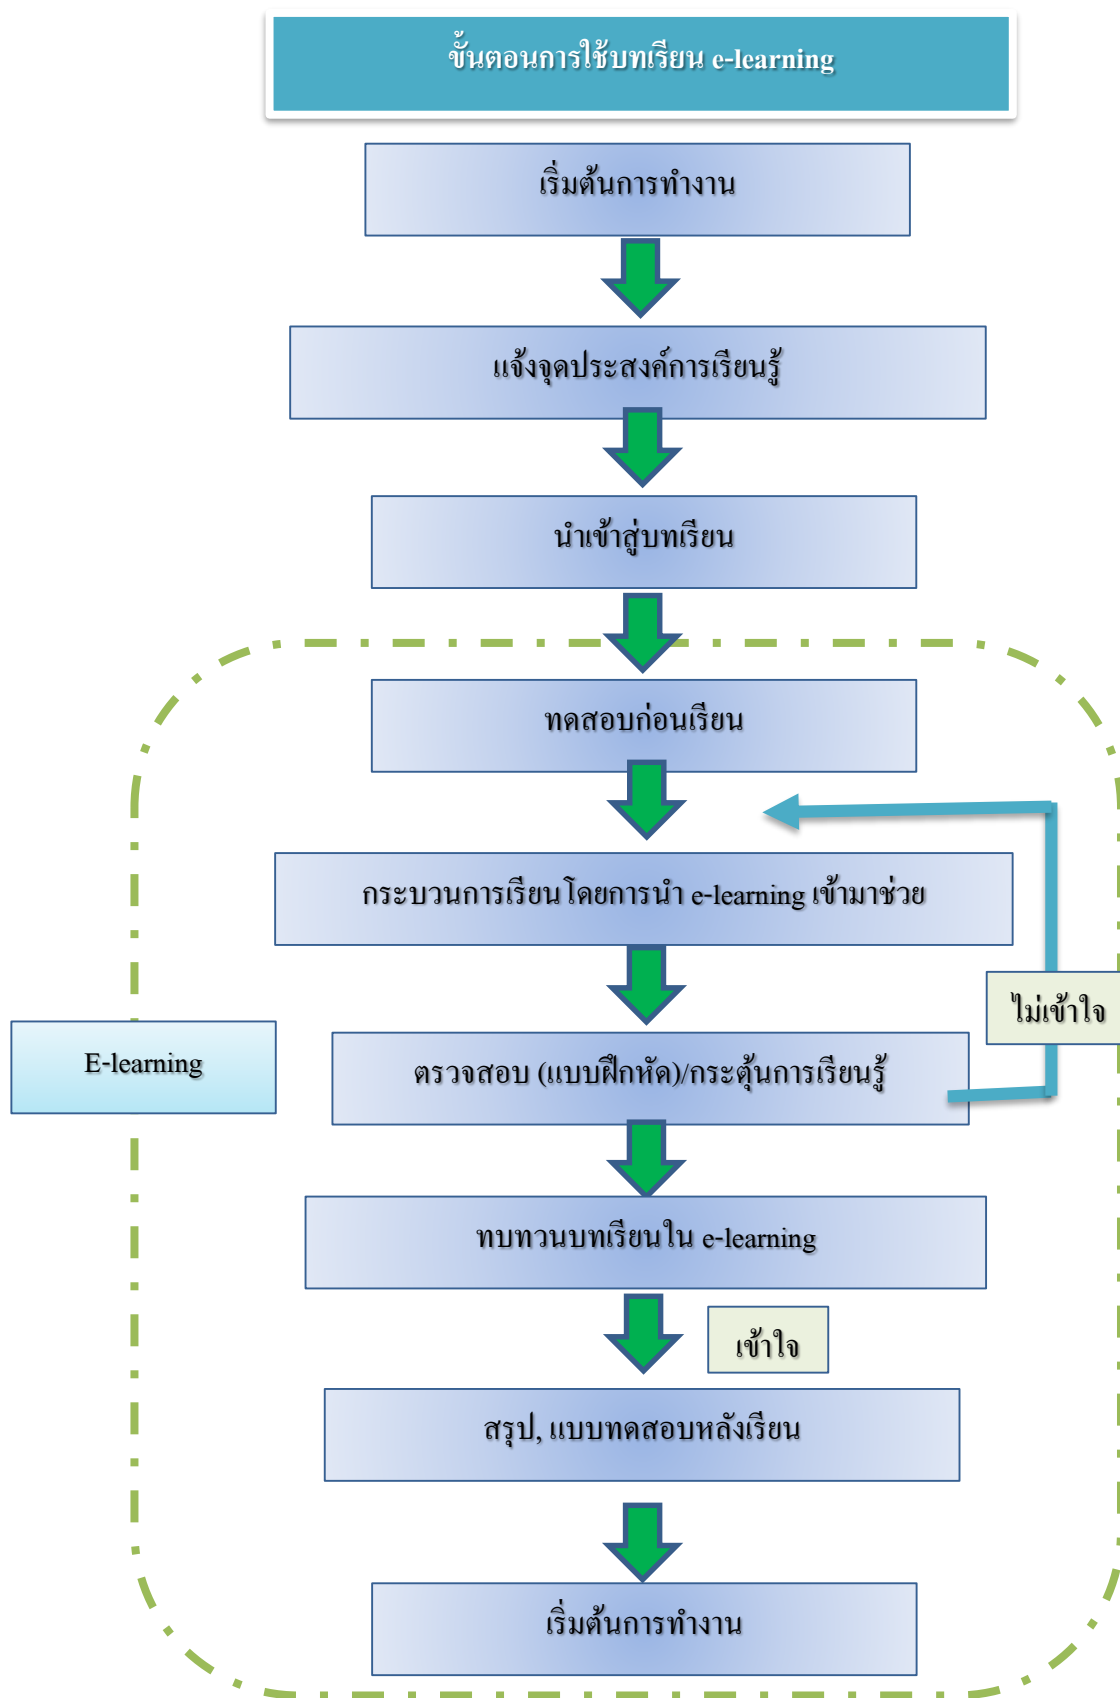 ขั้นตอนการใช้บทเรียน e-learning
เริ่มต้นการทำงาน
แจ้งจุดประสงค์การเรียนรู้
นำเข้าสู่บทเรียน
ทดสอบก่อนเรียน
กระบวนการเรียนโดยการนำ e-learning เข้ามาช่วย
ไม่เข้าใจ
E-learning
ตรวจสอบ (แบบฝึกหัด)/กระตุ้นการเรียนรู้
ทบทวนบทเรียนใน e-learning
เข้าใจ
สรุป, แบบทดสอบหลังเรียน
เริ่มต้นการทำงาน